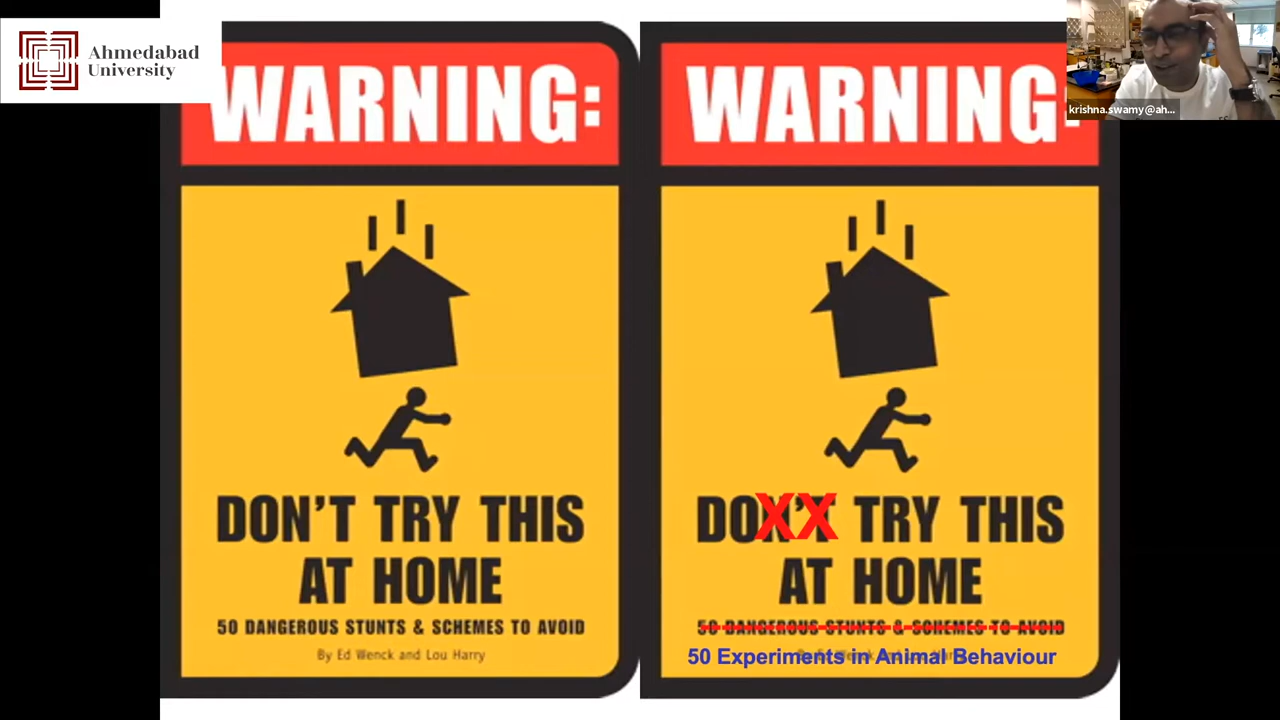 Ahmedabad
University
WARNING:
DON'T TRY THIS
AT HOME
50 DANGEROUS STUNTS & SCHEMES TO AVOID
By Ed Wenck and Lou Harry
WARNING:
DON'T TRY THIS
XX
AT HOME
50 DANGEROUS STUNTS & SCHEMES TO AVOID
50 Experiments in Animal Behaviour
krishna.swamy@ah...